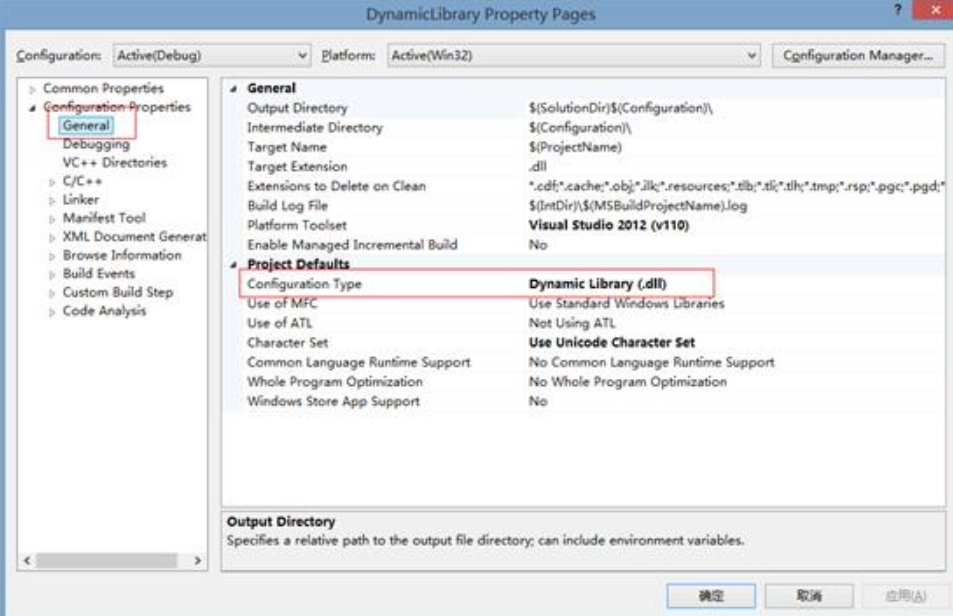 DynamicLibrary Property Pages
?
Configuration: Active(Debug) Platform: Active(Win32) Configuration Manager...
Common Properties
Configuration Properties
General
Debugging
VC++ Directories
C/C++
Linker
Manifest Tool
XML Document Generat
Browse Information
Build Events
Custom Build Step
Code Analysis
General
Output Directory $(SolutionDir)$(Configuration)\
Intermediate Directory $(Configuration)\
Target Name $(ProjectName)
Target Extension .dll
Extensions to Delete on Clean *.cdf;*.cache;*.obj;*.ilk;*.resources;*.tlb;*.tli;*.tlh;*.tmp;*.rsp;*.pgc;*.pgd;*
Build Log File $(IntDir)\$(MSBuildProjectName).log
Platform Toolset Visual Studio 2012 (v110)
Enable Managed Incremental Build No
Project Defaults
Configuration Type Dynamic Library (.dll)
Use of MFC Use Standard Windows Libraries
Use of ATL Not Using ATL
Character Set Use Unicode Character Set
Common Language Runtime Support No Common Language Runtime Support
Whole Program Optimization No Whole Program Optimization
Windows Store App Support No
Output Directory
Specifies a relative path to the output file directory; can include environment variables.
确定 取消 应用(A)